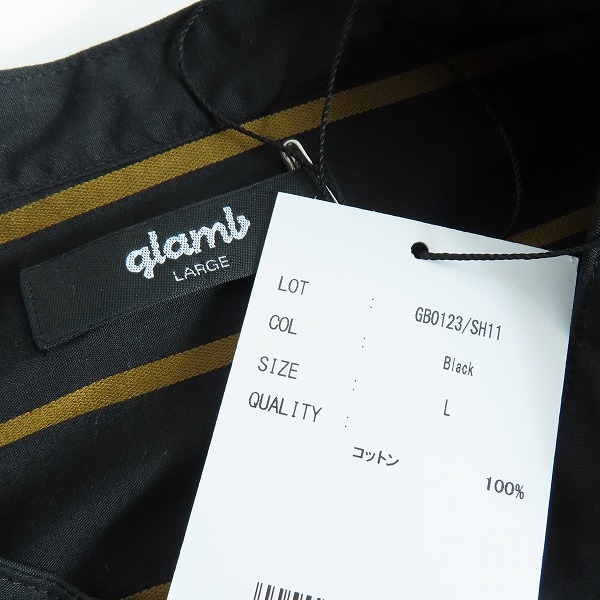 glamb
LARGE
LOT : GB0123/SH11
COL : Black
SIZE : L
QUALITY :
コットン 100%